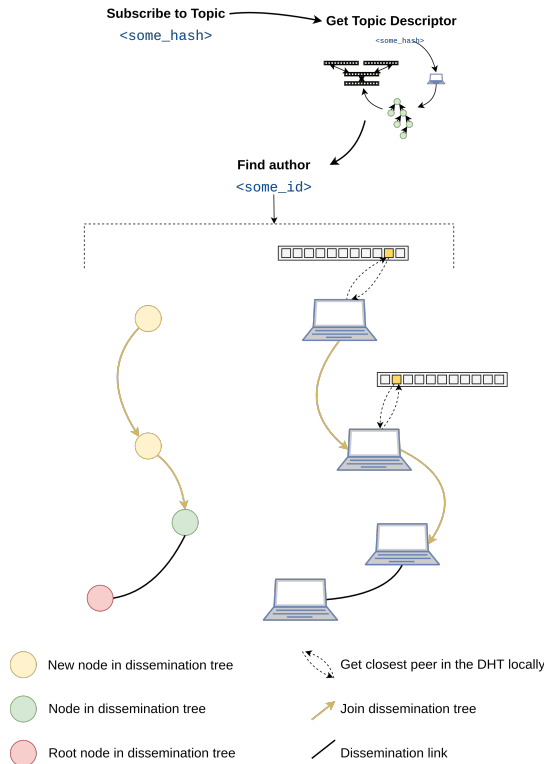 Subscribe to Topic
<some_hash>
Get Topic Descriptor
<some_hash>
Find author
<some_id>
New node in dissemination tree
Get closest peer in the DHT locally
Node in dissemination tree
Join dissemination tree
Root node in dissemination tree
Dissemination link